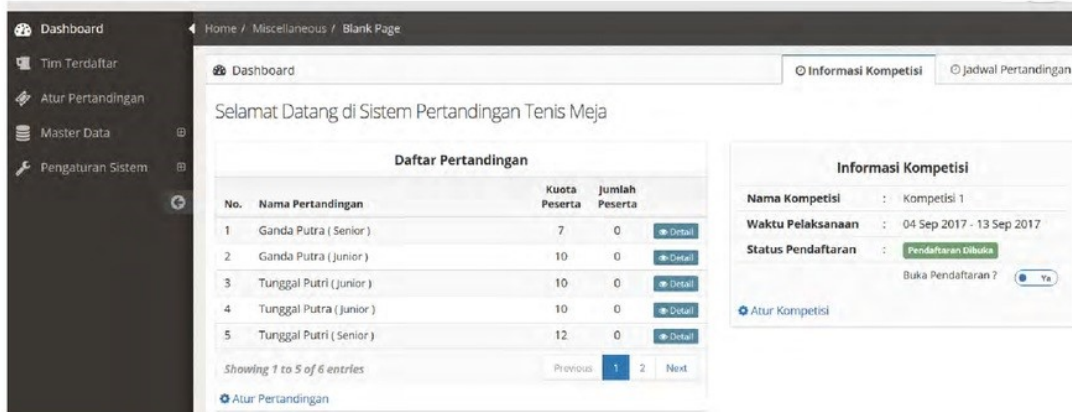 Dashboard
Tim Terdaftar
Atur Pertandingan
Master Data
Pengaturan Sistem
Home / Miscellaneous / Blank Page
Dashboard
Informasi Kompetisi
Jadwal Pertandingan
Selamat Datang di Sistem Pertandingan Tenis Meja
Daftar Pertandingan
No. Nama Pertandingan Kuota Peserta Jumlah Peserta
1 Ganda Putra ( Senior ) 7 0 Detail
2 Ganda Putra ( Junior ) 10 0 Detail
3 Tunggal Putri ( Junior ) 10 0 Detail
4 Tunggal Putra ( Junior ) 10 0 Detail
5 Tunggal Putri ( Senior ) 12 0 Detail
Showing 1 to 5 of 6 entries Previous 1 2 Next
Atur Pertandingan
Informasi Kompetisi
Nama Kompetisi : Kompetisi 1
Waktu Pelaksanaan : 04 Sep 2017 - 13 Sep 2017
Status Pendaftaran : Pendaftaran Dibuka
Buka Pendaftaran ? Ya
Atur Kompetisi